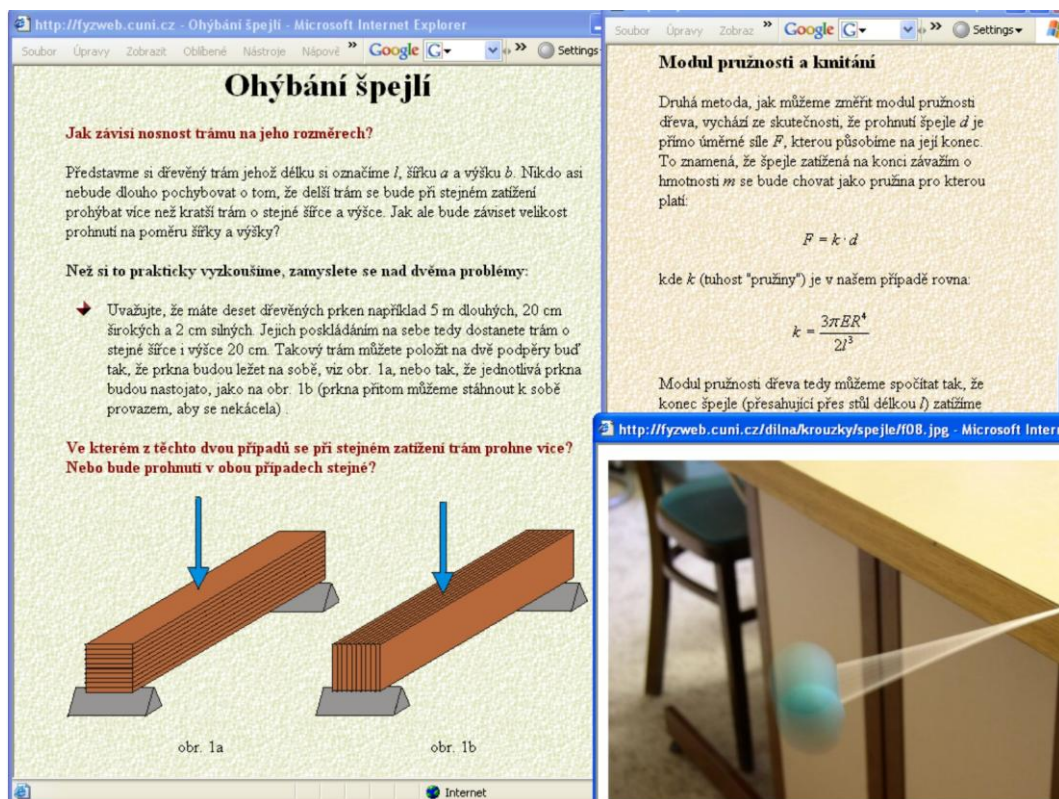 http://fyzweb.cuni.cz - Ohýbání špejlí - Microsoft Internet Explorer
Soubor Úpravy Zobrazit Oblíbené Nástroje Nápově » Google G » Settings
Ohýbání špejlí
Jak závisí nosnost trámu na jeho rozměrech?
Představme si dřevěný trám jehož délku si označíme l, šířku a a výšku b. Nikdo asi
nebude dlouho pochybovat o tom, že delší trám se bude při stejném zatížení
prohýbat více než kratší trám o stejné šířce a výšce. Jak ale bude záviset velikost
prohnutí na poměru šířky a výšky?
Než si to prakticky vyzkoušíme, zamyslete se nad dvěma problémy:
Uvažujte, že máte deset dřevěných prken například 5 m dlouhých, 20 cm
širokých a 2 cm silných. Jejich poskládáním na sebe tedy dostanete trám o
stejné šířce i výšce 20 cm. Takový trám můžete položit na dvě podpěry buď
tak, že prkna budou ležet na sobě, viz obr. 1a, nebo tak, že jednotlivá prkna
budou nastojato, jako na obr. 1b (prkna přitom můžeme stáhnout k sobě
provazem, aby se nekácela) .
Ve kterém z těchto dvou případů se při stejném zatížení trám prohne více?
Nebo bude prohnutí v obou případech stejné?
obr. 1a
obr. 1b
Internet
Soubor Úpravy Zobraz » Google G » Settings
Modul pružnosti a kmitání
Druhá metoda, jak můžeme změřit modul pružnosti
dřeva, vychází ze skutečnosti, že prohnutí špejle d je
přímo úměrné síle F, kterou působíme na její konec.
To znamená, že špejle zatížená na konci závažím o
hmotnosti m se bude chovat jako pružina pro kterou
platí:
F = k · d
kde k (tuhost "pružiny") je v našem případě rovna:
k = 3πER⁴ / 2l³
Modul pružnosti dřeva tedy můžeme spočítat tak, že
konec špejle (přesahující přes stůl délkou l) zatížíme
http://fyzweb.cuni.cz/dilna/krouzky/spejle/f08.jpg - Microsoft Intern